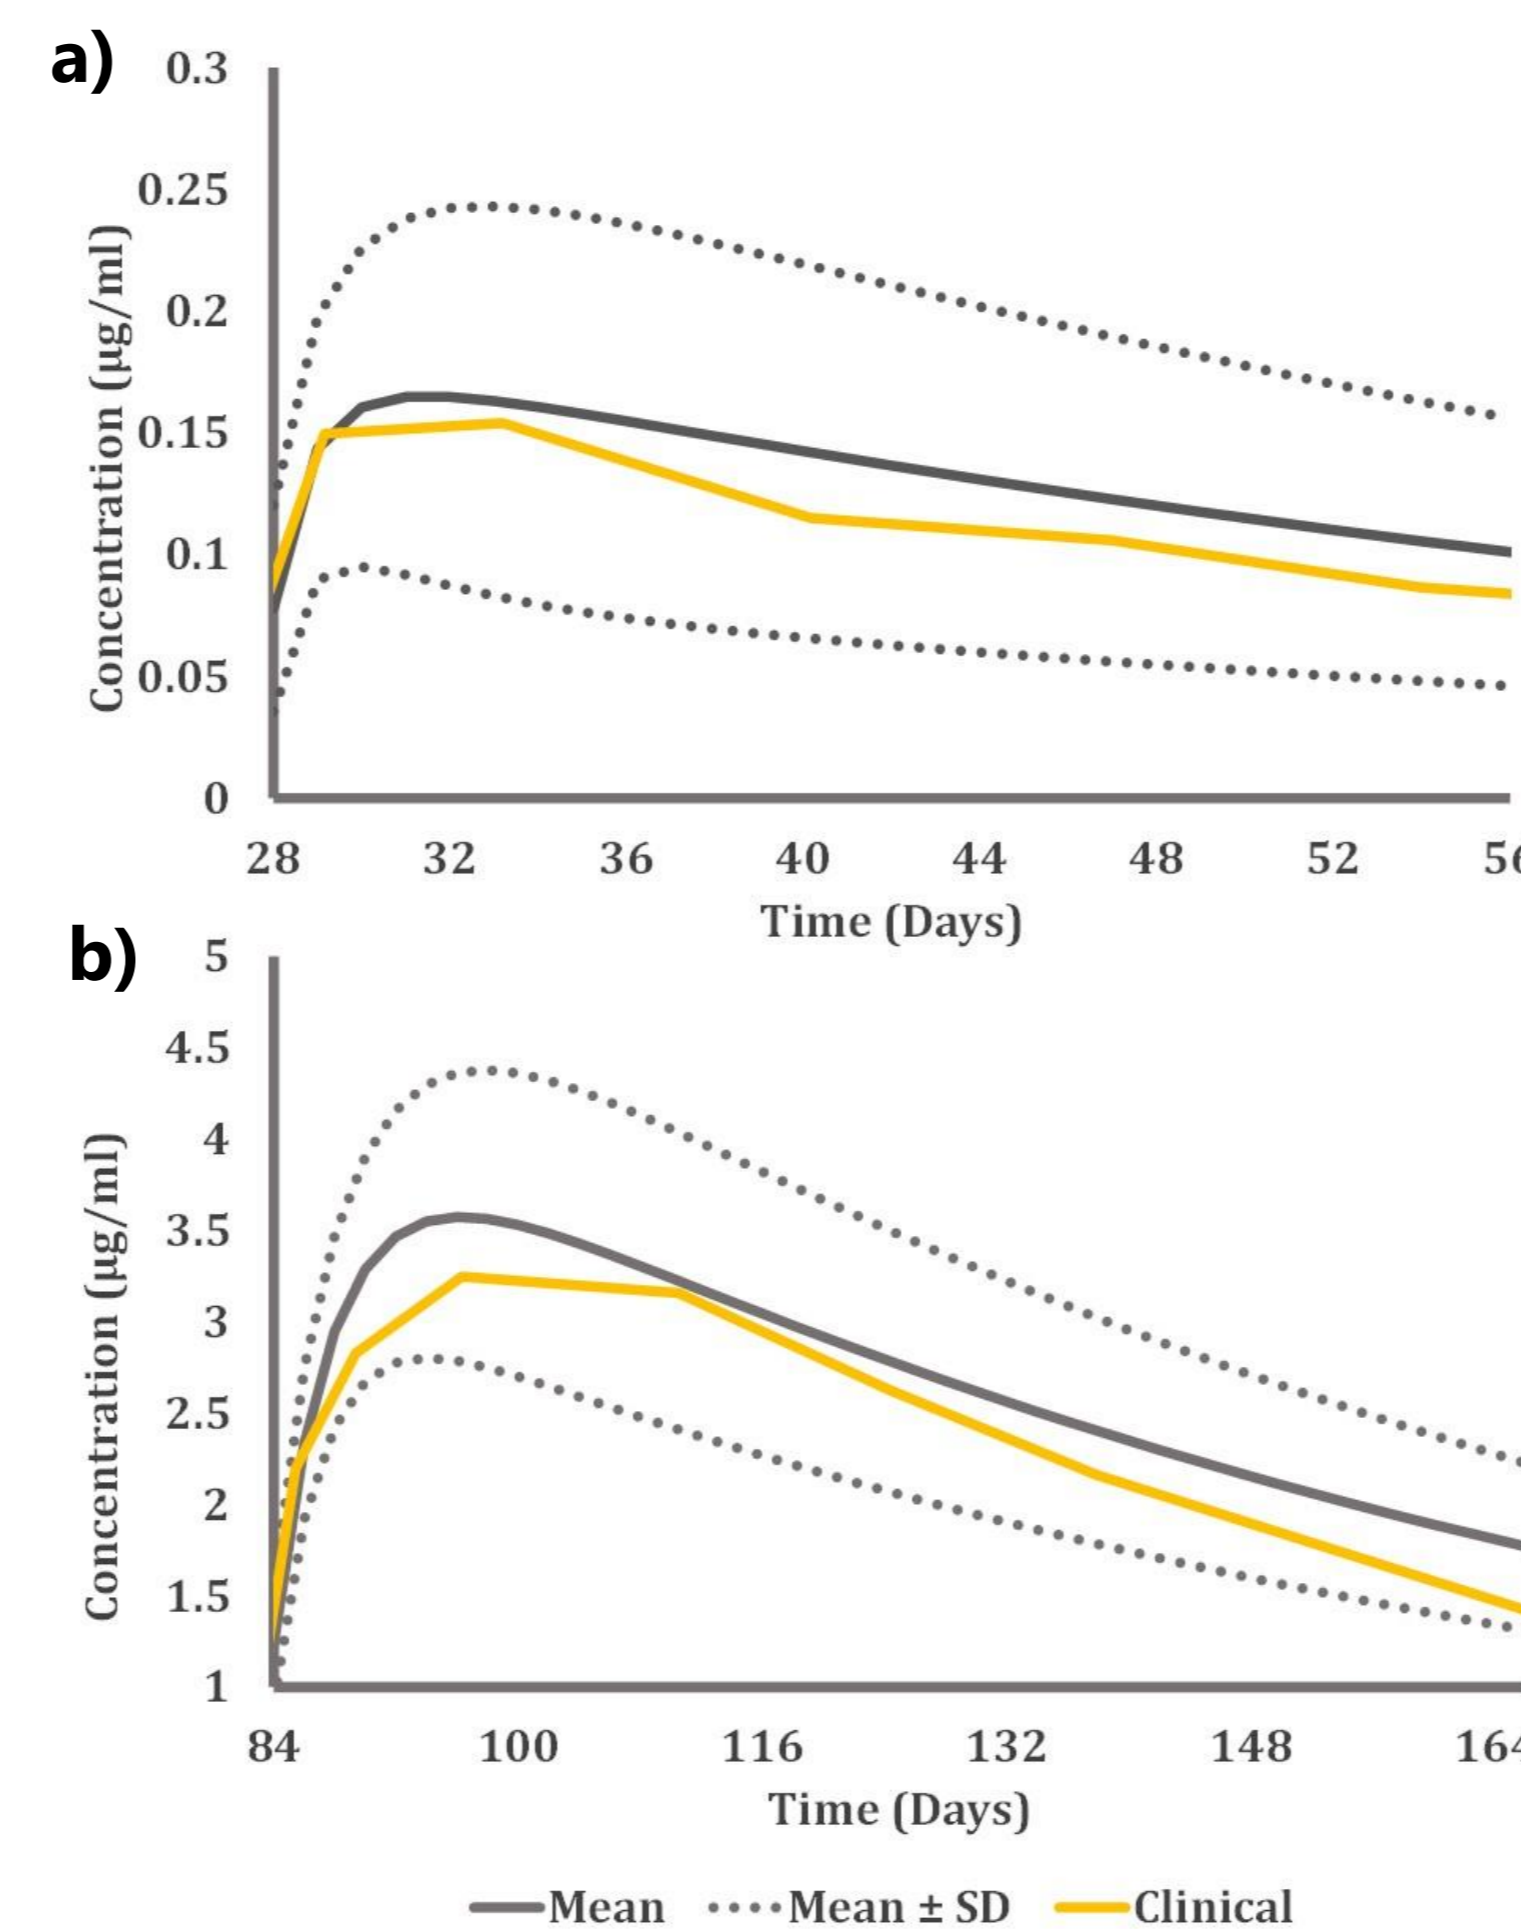 a)
0.3
0.25
0.2
0.15
0.1
0.05
0
Concentration (μg/ml)
28 32 36 40 44 48 52 56
Time (Days)
b)
5
4.5
4
3.5
3
2.5
2
1.5
1
Concentration (μg/ml)
84 100 116 132 148 164
Time (Days)
Mean Mean ± SD Clinical